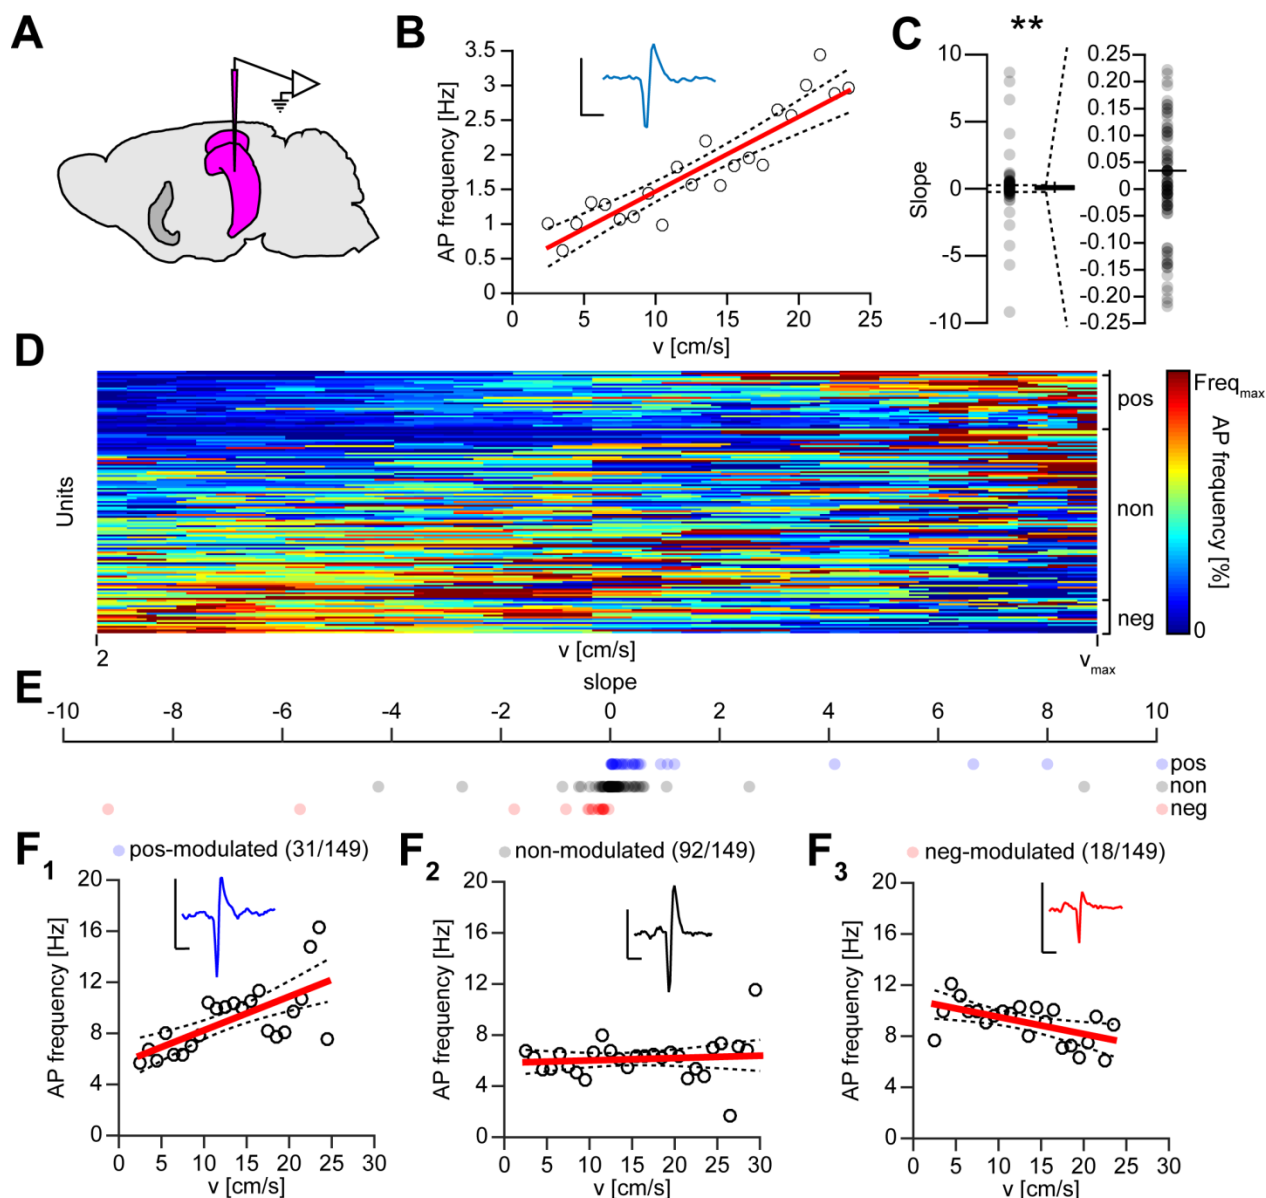 A
B
AP frequency [Hz]
3.5
3
2.5
2
1.5
1
0.5
0
0 5 10 15 20 25
v [cm/s]
C
**
Slope
10
5
0
-5
-10
0.25
0.20
0.15
0.10
0.05
0
-0.05
-0.10
-0.15
-0.20
-0.25
D
Units
pos
non
neg
2
v [cm/s]
vmax
Freqmax
AP frequency [%]
0
E
slope
-10 -8 -6 -4 -2 0 2 4 6 8 10
pos
non
neg
F1
pos-modulated (31/149)
AP frequency [Hz]
20
16
12
8
4
0
0 5 10 15 20 25 30
v [cm/s]
F2
non-modulated (92/149)
AP frequency [Hz]
20
16
12
8
4
0
0 5 10 15 20 25 30
v [cm/s]
F3
neg-modulated (18/149)
AP frequency [Hz]
20
16
12
8
4
0
0 5 10 15 20 25 30
v [cm/s]